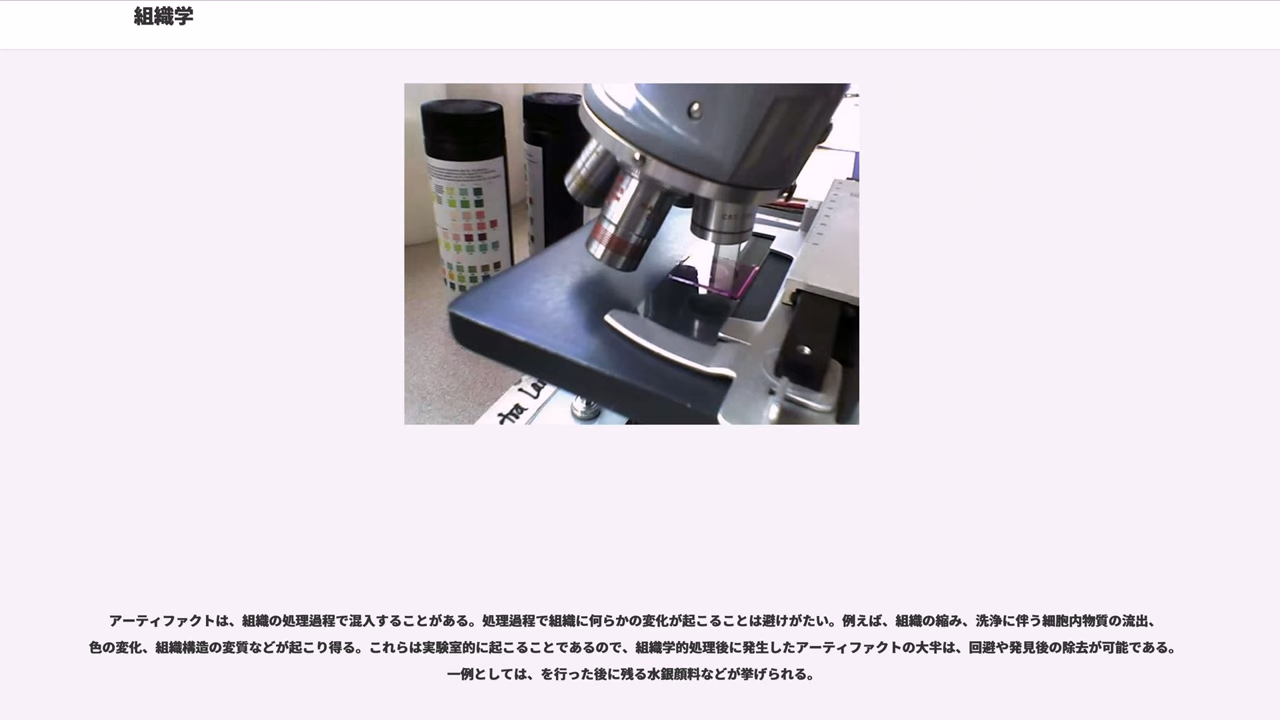 組織学
tra La
アーティファクトは、組織の処理過程で混入することがある。処理過程で組織に何らかの変化が起こることは避けがたい。例えば、組織の縮み、洗浄に伴う細胞内物質の流出、
色の変化、組織構造の変質などが起こり得る。これらは実験室的に起こることであるので、組織学的処理後に発生したアーティファクトの大半は、回避や発見後の除去が可能である。
一例としては、を行った後に残る水銀顔料などが挙げられる。